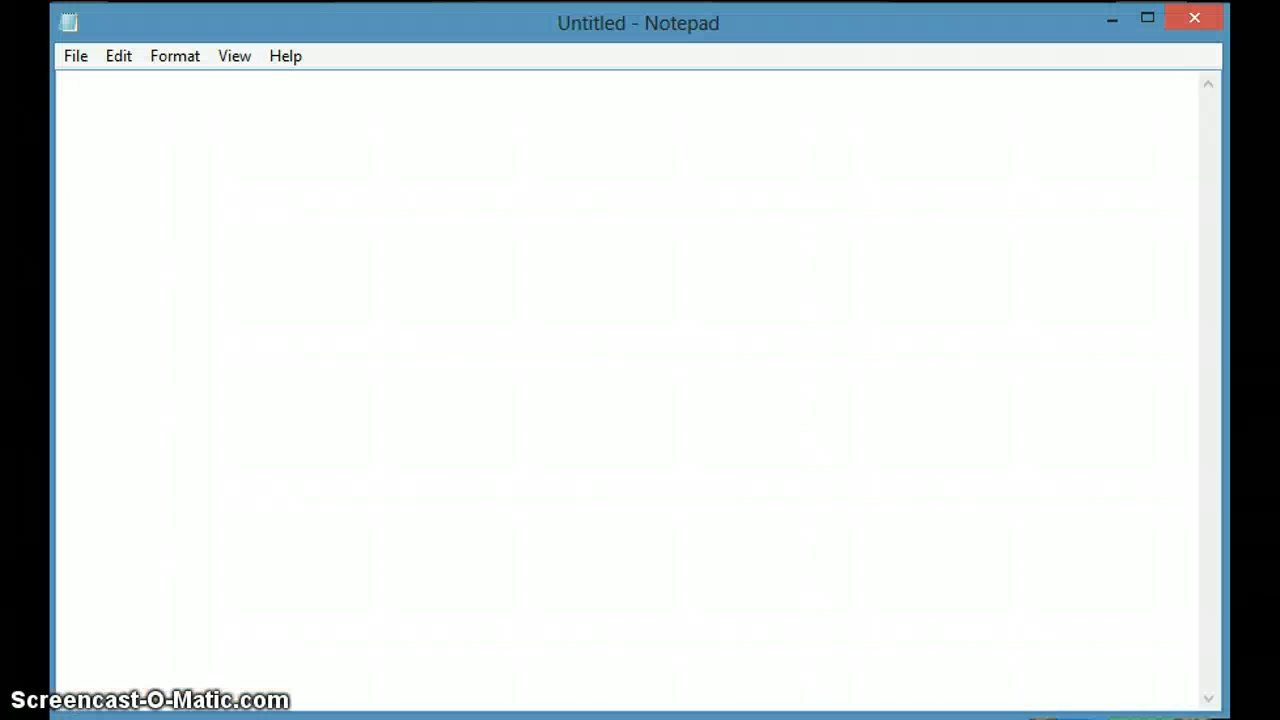 Untitled - Notepad
File Edit Format View Help
Screencast-O-Matic.com